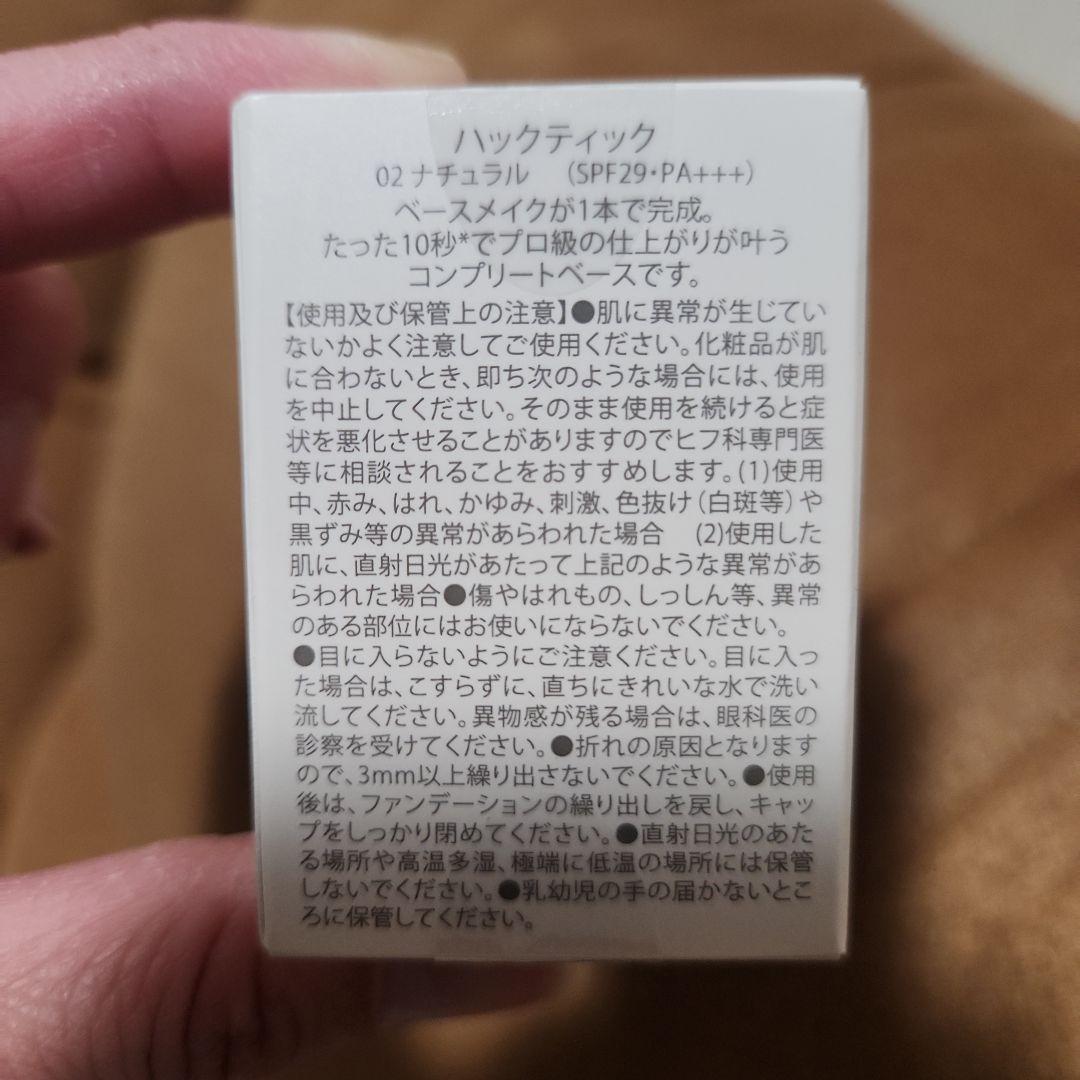 ハックティック
02 ナチュラル (SPF29・PA+++)
ベースメイクが1本で完成。
たった10秒*でプロ級の仕上がりが叶う
コンプリートベースです。
【使用及び保管上の注意】●肌に異常が生じてい
ないかよく注意してご使用ください。化粧品が肌
に合わないとき、即ち次のような場合には、使用
を中止してください。そのまま使用を続けると症
状を悪化させることがありますのでヒフ科専門医
等に相談されることをおすすめします。(1)使用
中、赤み、はれ、かゆみ、刺激、色抜け(白斑等)や
黒ずみ等の異常があらわれた場合 (2)使用した
肌に、直射日光があたって上記のような異常があ
らわれた場合●傷やはれもの、しっしん等、異常
のある部位にはお使いにならないでください。
●目に入らないようにご注意ください。目に入っ
た場合は、こすらずに、直ちにきれいな水で洗い
流してください。異物感が残る場合は、眼科医の
診察を受けてください。●折れの原因となります
ので、3mm以上繰り出さないでください。●使用
後は、ファンデーションの繰り出しを戻し、キャッ
プをしっかり閉めてください。●直射日光のあた
る場所や高温多湿、極端に低温の場所には保管
しないでください。●乳幼児の手の届かないとこ
ろに保管してください。